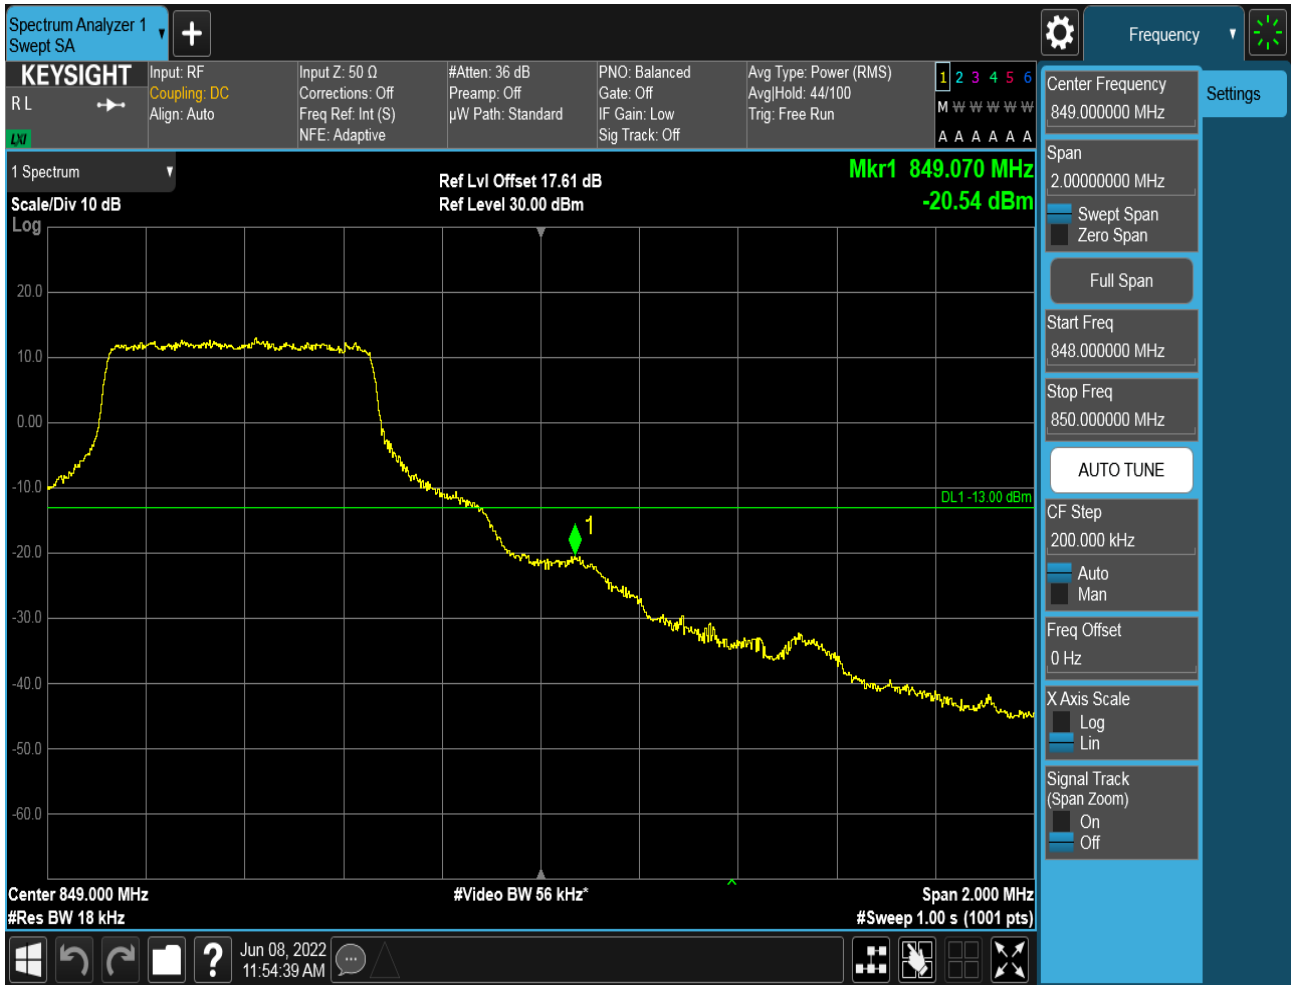 Spectrum Analyzer 1
Swept SA
Frequency
KEYSIGHT
R L
LXI
Input: RF
Coupling: DC
Align: Auto
Input Z: 50 Ω
Corrections: Off
Freq Ref: Int (S)
NFE: Adaptive
#Atten: 36 dB
Preamp: Off
µW Path: Standard
PNO: Balanced
Gate: Off
IF Gain: Low
Sig Track: Off
Avg Type: Power (RMS)
Avg|Hold: 44/100
Trig: Free Run
1 2 3 4 5 6
M W W W W W
A A A A A A
1 Spectrum
Scale/Div 10 dB
Log
Ref Lvl Offset 17.61 dB
Ref Level 30.00 dBm
Mkr1 849.070 MHz
-20.54 dBm
20.0
10.0
0.00
-10.0
-20.0
-30.0
-40.0
-50.0
-60.0
DL1 -13.00 dBm
1
Center 849.000 MHz
#Res BW 18 kHz
#Video BW 56 kHz*
Span 2.000 MHz
#Sweep 1.00 s (1001 pts)
Jun 08, 2022
11:54:39 AM
?
Center Frequency
849.000000 MHz
Settings
Span
2.00000000 MHz
Swept Span
Zero Span
Full Span
Start Freq
848.000000 MHz
Stop Freq
850.000000 MHz
AUTO TUNE
CF Step
200.000 kHz
Auto
Man
Freq Offset
0 Hz
X Axis Scale
Log
Lin
Signal Track
(Span Zoom)
On
Off